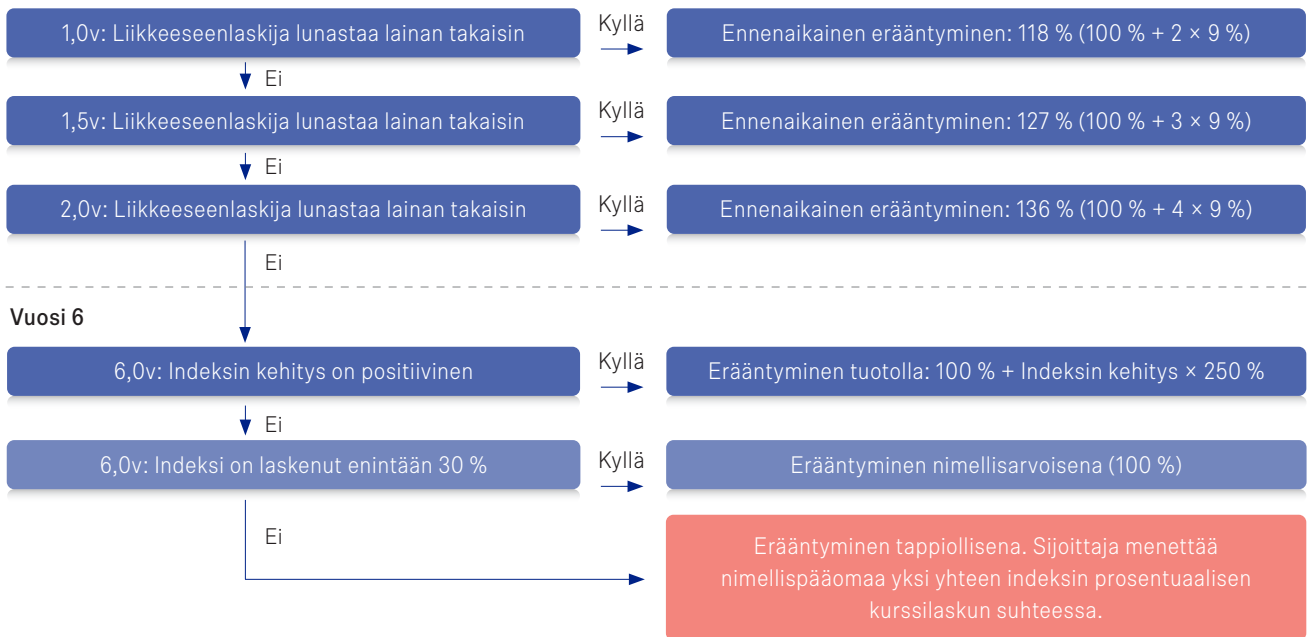 1,0v: Liikkeeseenlaskija lunastaa lainan takaisin
Kyllä
Ennenaikainen erääntyminen: 118 % (100 % + 2 × 9 %)
Ei
1,5v: Liikkeeseenlaskija lunastaa lainan takaisin
Kyllä
Ennenaikainen erääntyminen: 127 % (100 % + 3 × 9 %)
Ei
2,0v: Liikkeeseenlaskija lunastaa lainan takaisin
Kyllä
Ennenaikainen erääntyminen: 136 % (100 % + 4 × 9 %)
Ei
Vuosi 6
6,0v: Indeksin kehitys on positiivinen
Kyllä
Erääntyminen tuotolla: 100 % + Indeksin kehitys × 250 %
Ei
6,0v: Indeksi on laskenut enintään 30 %
Kyllä
Erääntyminen nimellisarvoisena (100 %)
Ei
Erääntyminen tappiollisena. Sijoittaja menettää
nimellispääomaa yksi yhteen indeksin prosentuaalisen
kurssilaskun suhteessa.